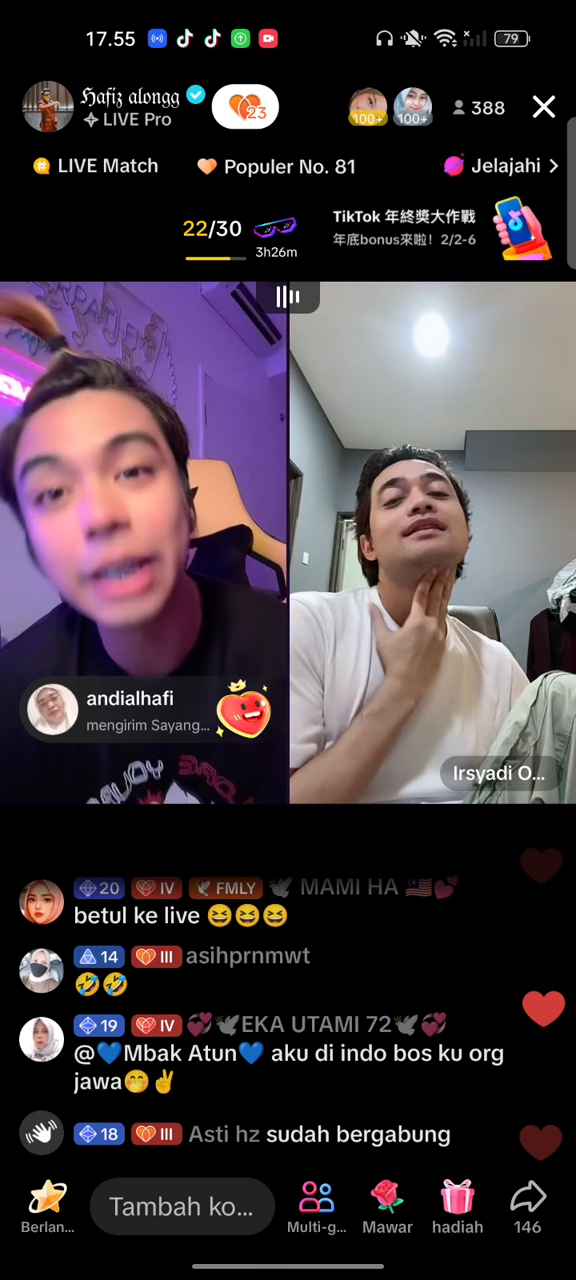 17.55
79
ℌ𝔞𝔣𝔦𝔷 𝔞𝔩𝔬𝔫𝔤𝔤
LIVE Pro
23
100+
100+
388
LIVE Match
Populer No. 81
Jelajahi
22/30
3h26m
TikTok 年終獎大作戰
年底bonus來啦！2/2-6
andialhafi
mengirim Sayang...
Irsyadi O...
20 IV FMLY 🕊️ MAMI HA 🇲🇾💕
betul ke live 😆😆😆
14 III asihprnmwt
🤣🤣
19 IV 💞🕊️EKA UTAMI 72🕊️💞
@💙Mbak Atun💙 aku di indo bos ku org
jawa🤭✌️
18 III Asti hz sudah bergabung
Berlan...
Tambah ko...
Multi-g...
Mawar
hadiah
146